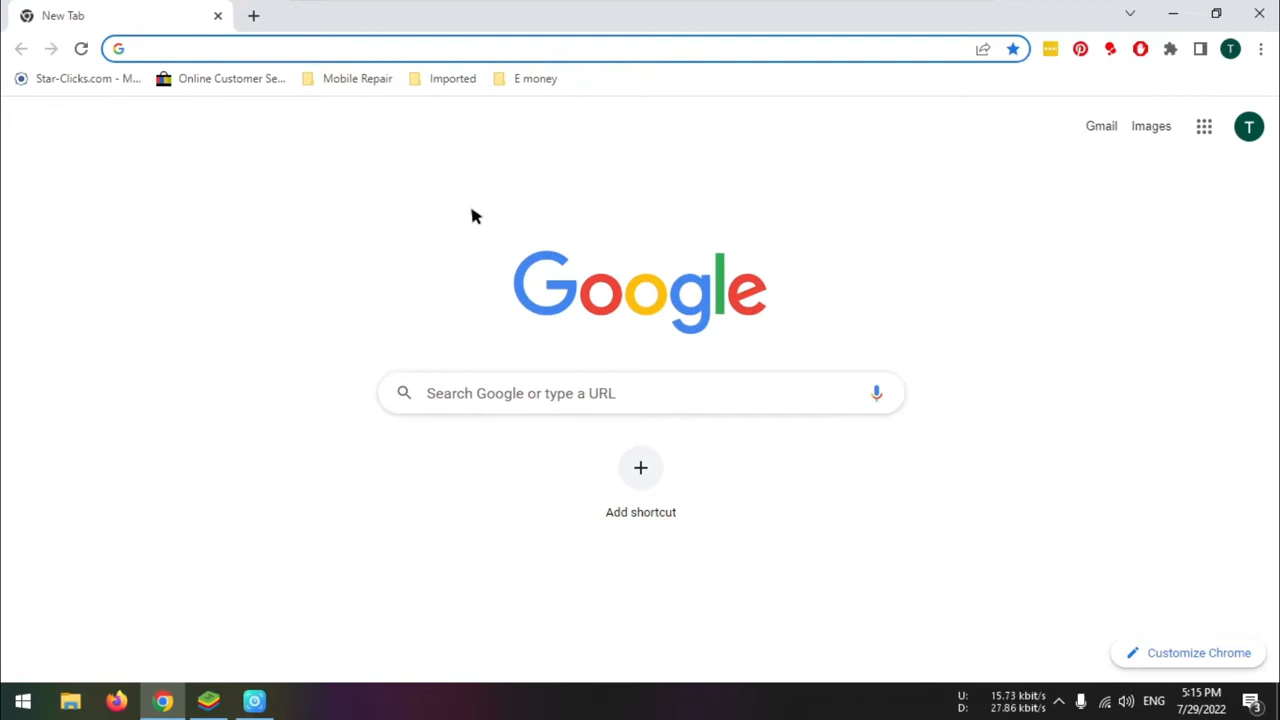 New Tab
Star-Clicks.com - M...
Online Customer Se...
Mobile Repair
Imported
E money
T
Gmail
Images
T
Google
Search Google or type a URL
Add shortcut
Customize Chrome
U: 15.73 kbit/s
D: 27.86 kbit/s
ENG
5:15 PM
7/29/2022
3